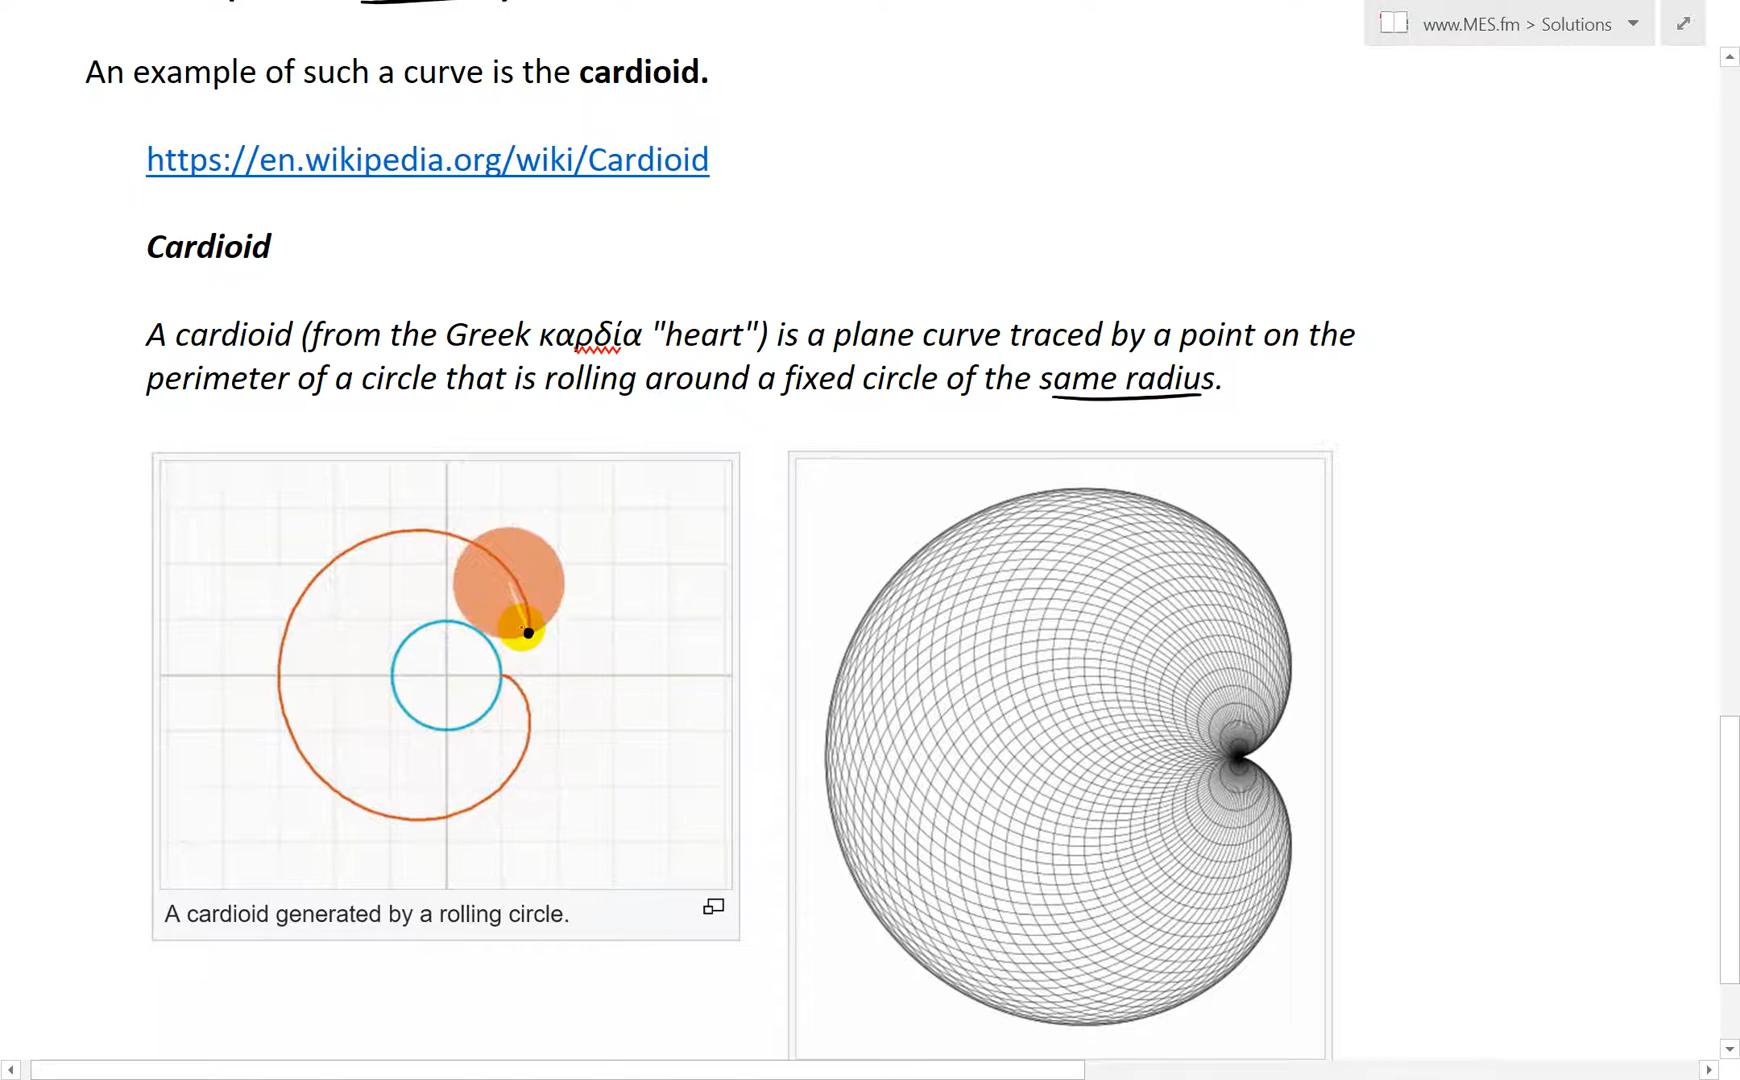 www.MES.fm > Solutions
An example of such a curve is the cardioid.
https://en.wikipedia.org/wiki/Cardioid
Cardioid
A cardioid (from the Greek καρδία "heart") is a plane curve traced by a point on the
perimeter of a circle that is rolling around a fixed circle of the same radius.
A cardioid generated by a rolling circle.